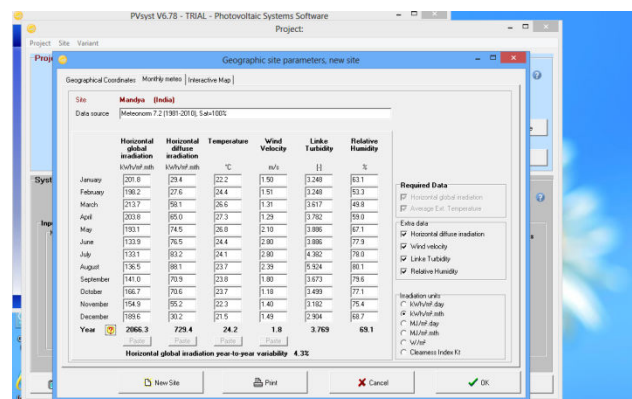 PVsyst V6.78 - TRIAL - Photovoltaic Systems Software
Project:
Project Site Variant
Geographic site parameters, new site
Geographical Coordinates Monthly meteo Interactive Map
Site Mandya (India)
Data source Meteonorm 7.2 (1981-2010), Sat=100%
Horizontal global irradiation Horizontal diffuse irradiation Temperature Wind Velocity Linke Turbidity Relative Humidity
kWh/m².mth kWh/m².mth °C m/s [-] %
January 201.8 29.4 22.2 1.50 3.248 63.1
February 198.2 27.6 24.4 1.51 3.248 53.3
March 213.7 58.1 26.6 1.31 3.617 49.8
April 203.8 65.0 27.3 1.29 3.782 59.0
May 193.1 74.5 26.8 2.10 3.886 67.1
June 133.9 76.5 24.4 2.80 3.886 77.9
July 133.1 83.2 24.1 2.80 4.382 78.0
August 136.5 88.1 23.7 2.39 5.924 80.1
September 141.0 70.9 23.8 1.80 3.673 79.6
October 166.7 70.6 23.7 1.18 3.499 77.1
November 154.9 55.2 22.3 1.40 3.182 75.4
December 189.6 30.2 21.5 1.49 2.904 68.7
Year ? 2066.3 729.4 24.2 1.8 3.769 69.1
Paste Paste Paste Paste
Horizontal global irradiation year-to-year variability 4.3%
Required Data
Horizontal global irradiation
Average Ext. Temperature
Extra data
Horizontal diffuse irradiation
Wind velocity
Linke Turbidity
Relative Humidity
Irradiation units
kWh/m².day
kWh/m².mth
MJ/m².day
MJ/m².mth
W/m²
Clearness Index Kt
New Site Print Cancel OK